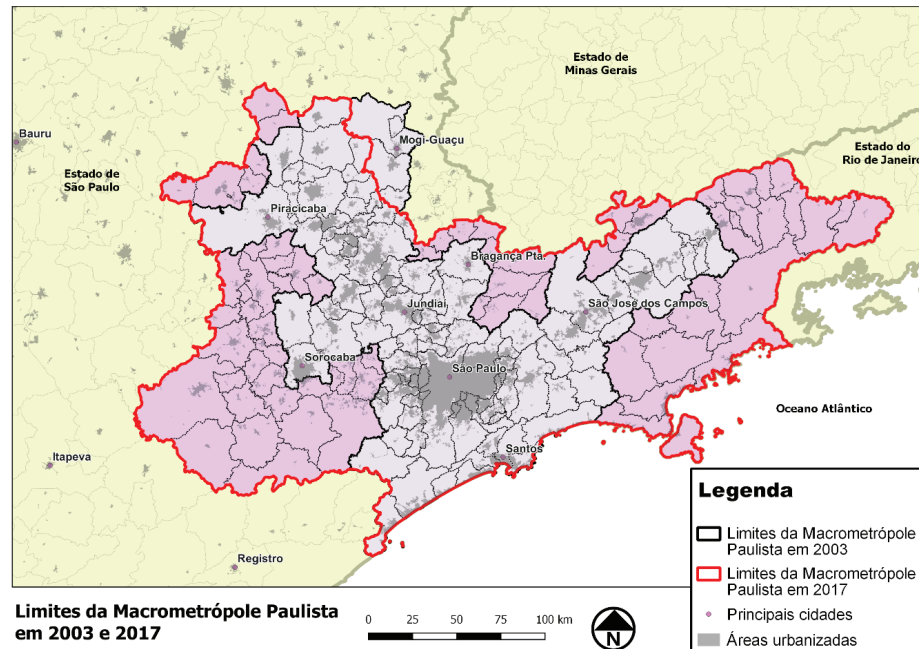 Estado de
Minas Gerais
Bauru
Mogi-Guaçu
Estado do
Rio de Janeiro
Estado de
São Paulo
Piracicaba
Bragança Pta.
Jundiaí
São José dos Campos
Sorocaba
São Paulo
Oceano Atlântico
Itapeva
Santos
Registro
Legenda
Limites da Macrometrópole
Paulista em 2003
Limites da Macrometrópole
Paulista em 2017
Principais cidades
Áreas urbanizadas
Limites da Macrometrópole Paulista
em 2003 e 2017
0 25 50 75 100 km
N